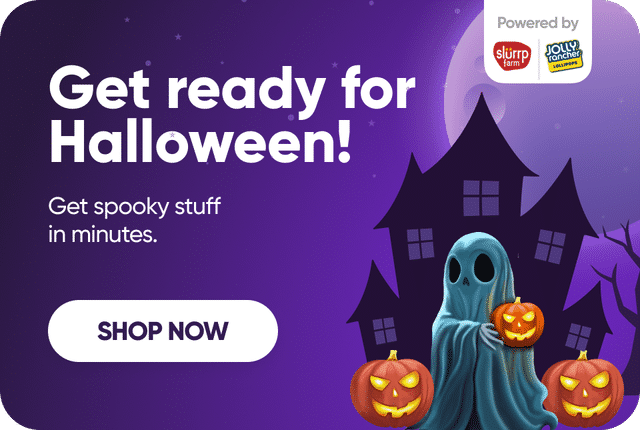 Powered by
slurrp
farm
JOLLY
rancher
LOLLIPOPS
Get ready for
Halloween!
Get spooky stuff
in minutes.
SHOP NOW